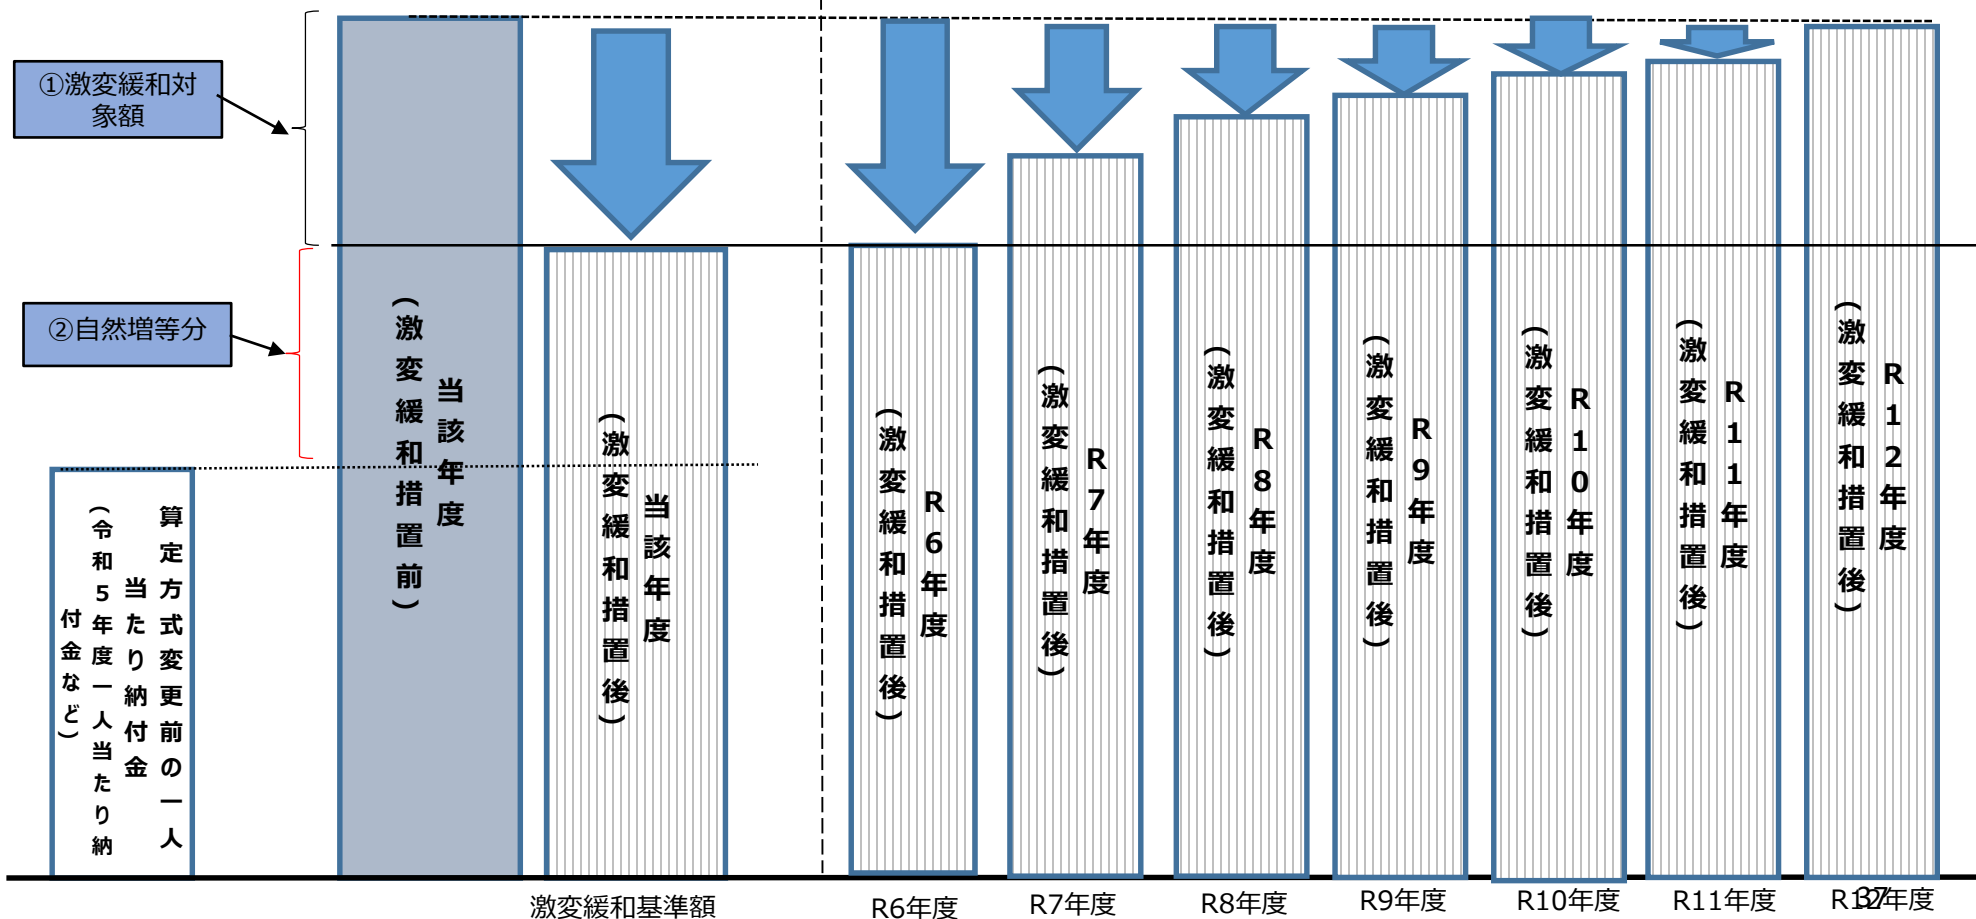 ①激変緩和対
象額
②自然増等分
算定方式変更前の一人
当たり納付金
(令和5年度一人当たり納
付金など)
当該年度
(激変緩和措置前)
当該年度
(激変緩和措置後)
R6年度
(激変緩和措置後)
R7年度
(激変緩和措置後)
R8年度
(激変緩和措置後)
R9年度
(激変緩和措置後)
R10年度
(激変緩和措置後)
R11年度
(激変緩和措置後)
R12年度
(激変緩和措置後)
激変緩和基準額
R6年度
R7年度
R8年度
R9年度
R10年度
R11年度
R12年度
37